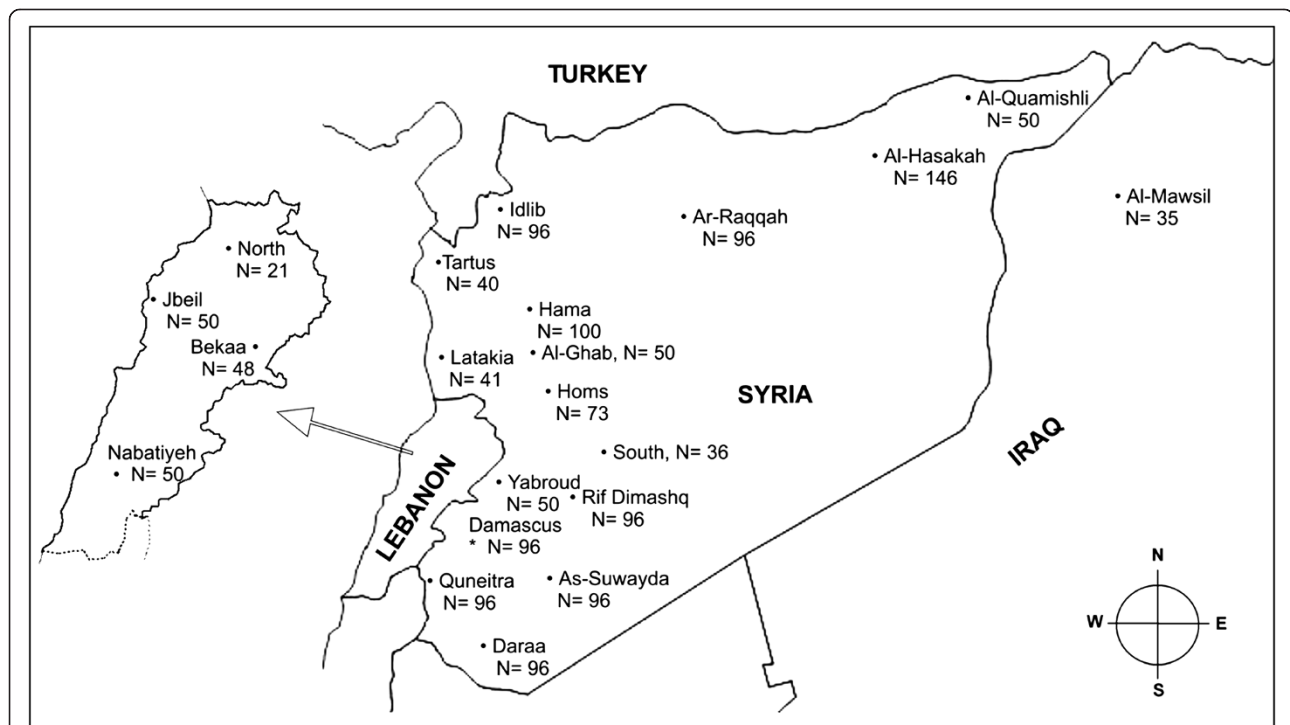 TURKEY
Al-Quamishli
N= 50
Al-Hasakah
N= 146
Al-Mawsil
N= 35
Idlib
N= 96
Ar-Raqqah
N= 96
North
N= 21
Tartus
N= 40
Jbeil
N= 50
Hama
N= 100
Bekaa
N= 48
Al-Ghab, N= 50
Latakia
N= 41
Homs
N= 73
SYRIA
IRAQ
South, N= 36
Nabatiyeh
N= 50
LEBANON
Yabroud
N= 50
Rif Dimashq
N= 96
Damascus
* N= 96
Quneitra
N= 96
As-Suwayda
N= 96
Daraa
N= 96
N
W
E
S